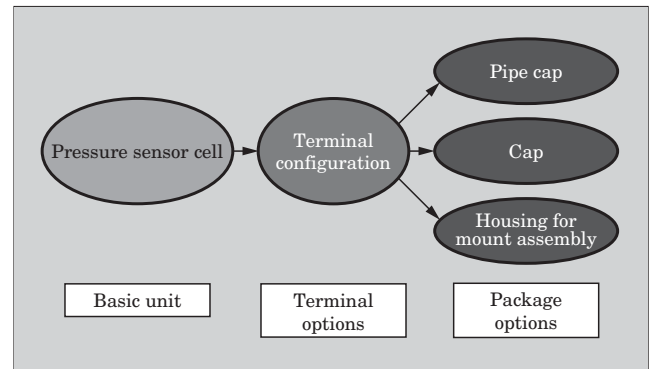 Pressure sensor cell
Terminal
configuration
Pipe cap
Cap
Housing for
mount assembly
Basic unit
Terminal
options
Package
options